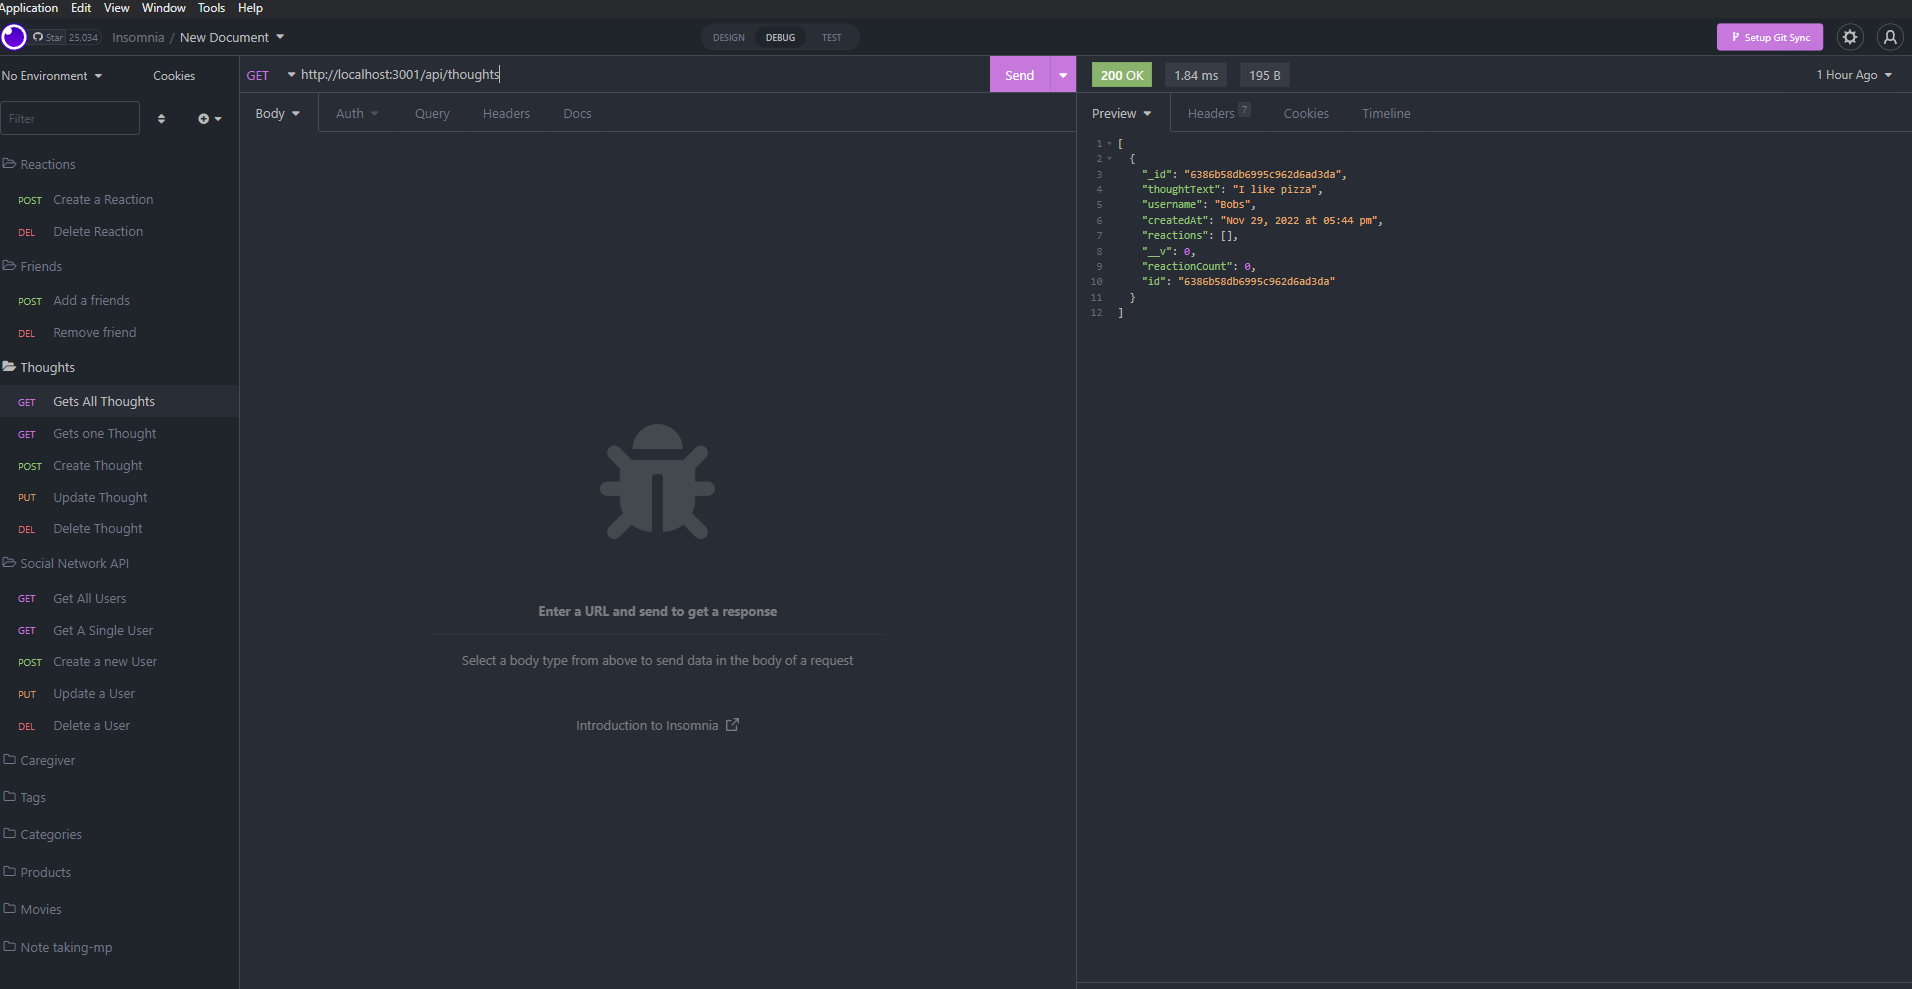 Application Edit View Window Tools Help
Star 25,034 Insomnia / New Document
DESIGN DEBUG TEST
Setup Git Sync
No Environment Cookies
Filter
Reactions
POST Create a Reaction
DEL Delete Reaction
Friends
POST Add a friends
DEL Remove friend
Thoughts
GET Gets All Thoughts
GET Gets one Thought
POST Create Thought
PUT Update Thought
DEL Delete Thought
Social Network API
GET Get All Users
GET Get A Single User
POST Create a new User
PUT Update a User
DEL Delete a User
Caregiver
Tags
Categories
Products
Movies
Note taking-mp
GET http://localhost:3001/api/thoughts Send
Body Auth Query Headers Docs
Enter a URL and send to get a response
Select a body type from above to send data in the body of a request
Introduction to Insomnia
200 OK 1.84 ms 195 B 1 Hour Ago
Preview Headers 7 Cookies Timeline
1 [
2 {
3 "_id": "6386b58db6995c962d6ad3da",
4 "thoughtText": "I like pizza",
5 "username": "Bobs",
6 "createdAt": "Nov 29, 2022 at 05:44 pm",
7 "reactions": [],
8 "__v": 0,
9 "reactionCount": 0,
10 "id": "6386b58db6995c962d6ad3da"
11 }
12 ]